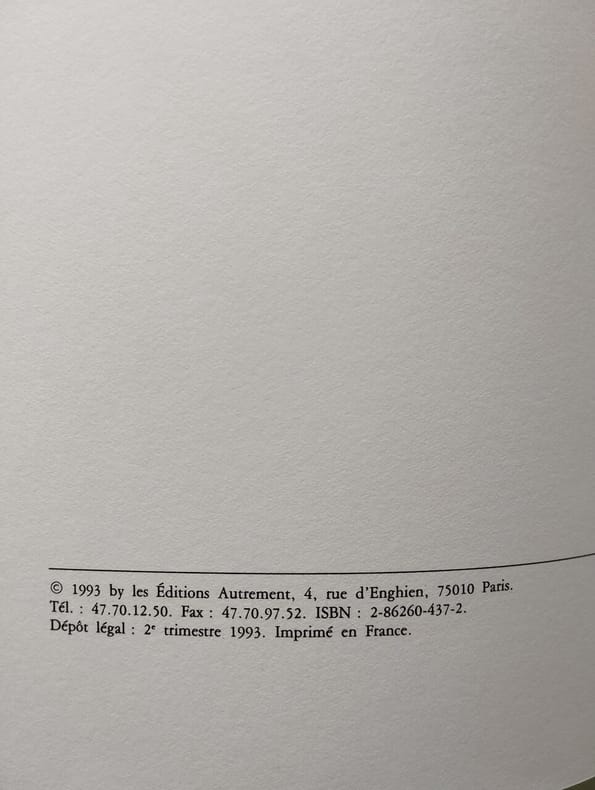 © 1993 by les Éditions Autrement, 4, rue d'Enghien, 75010 Paris.
Tél. : 47.70.12.50. Fax : 47.70.97.52. ISBN : 2-86260-437-2.
Dépôt légal : 2e trimestre 1993. Imprimé en France.